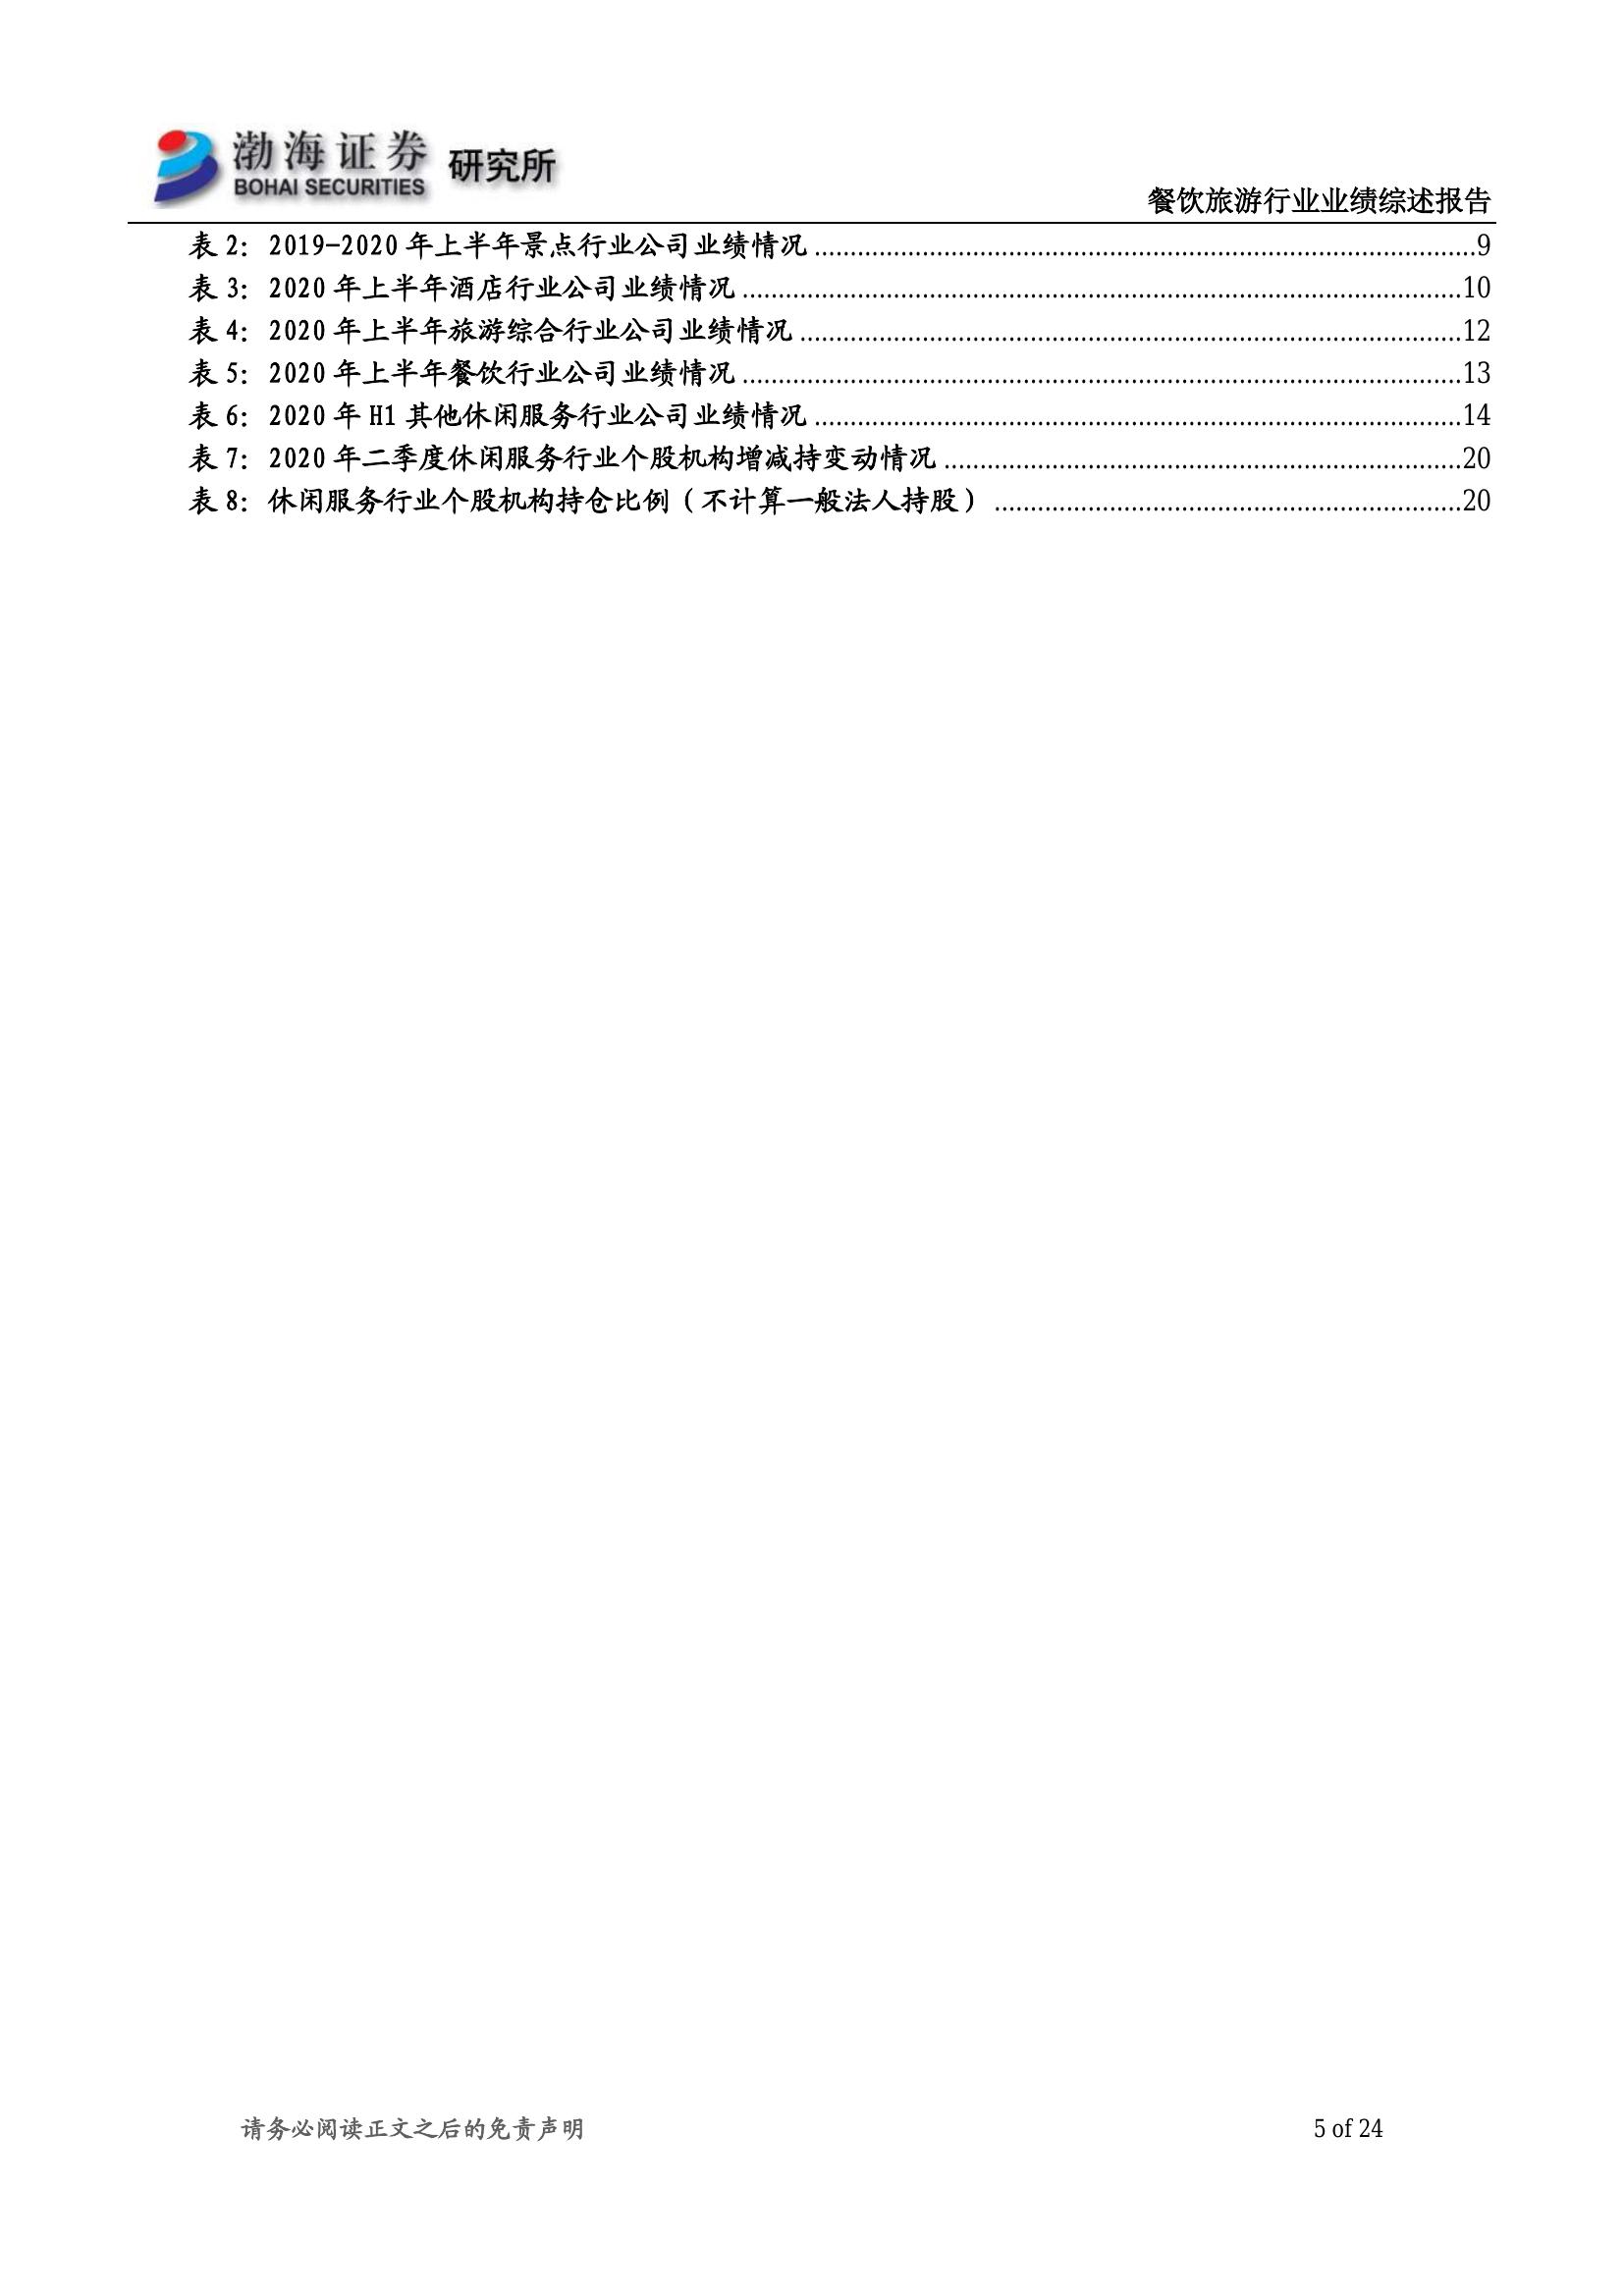 渤海证券 研究所
BOHAI SECURITIES
餐饮旅游行业业绩综述报告
表 2: 2019-2020 年上半年景点行业公司业绩情况 ........................................ 9
表 3: 2020 年上半年酒店行业公司业绩情况 ........................................ 10
表 4: 2020 年上半年旅游综合行业公司业绩情况 ........................................ 12
表 5: 2020 年上半年餐饮行业公司业绩情况 ........................................ 13
表 6: 2020 年 H1 其他休闲服务行业公司业绩情况 ........................................ 14
表 7: 2020 年二季度休闲服务行业个股机构增减持变动情况 ........................................ 20
表 8: 休闲服务行业个股机构持仓比例（不计算一般法人持股） ........................................ 20
请务必阅读正文之后的免责声明
5 of 24